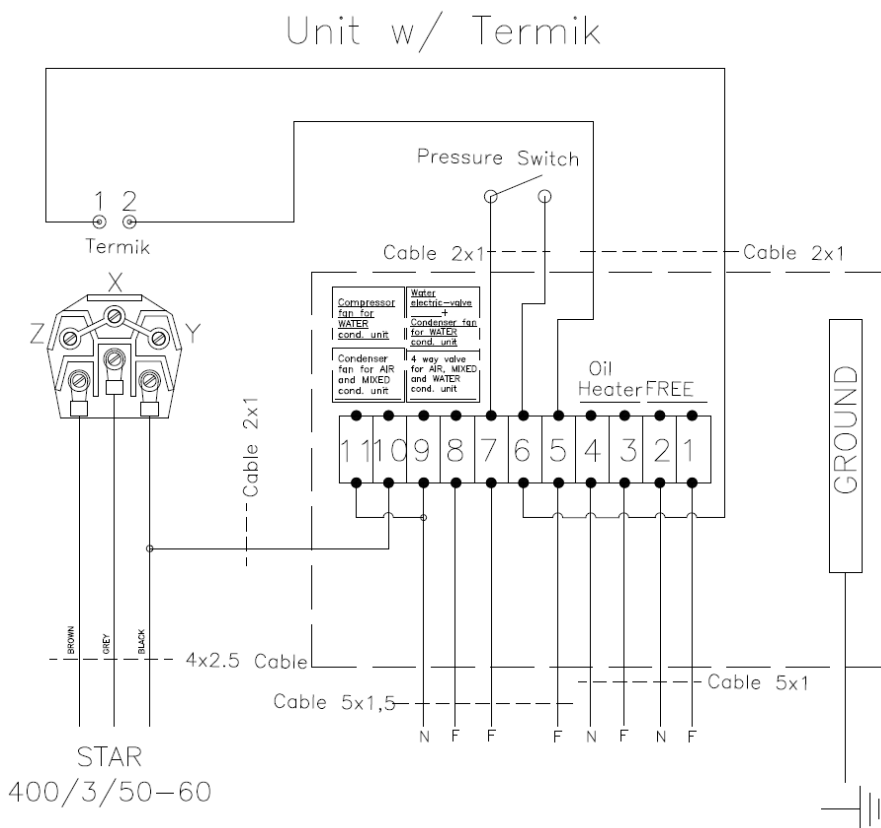 Unit w/ Termik
Pressure Switch
1 2
Termik
Cable 2x1
Cable 2x1
X
Z
Y
Compressor
fan for
WATER
cond. unit
Water
electric-valve
+
Condenser fan
for WATER
cond. unit
Condenser
fan for AIR
and MIXED
cond. unit
4 way valve
for AIR, MIXED
and WATER
cond. unit
Oil
Heater FREE
11 10 9 8 7 6 5 4 3 2 1
Cable 2x1
GROUND
BROWN
GREY
BLACK
4x2.5 Cable
Cable 5x1
Cable 5x1,5
N F F F N F N F
STAR
400/3/50-60